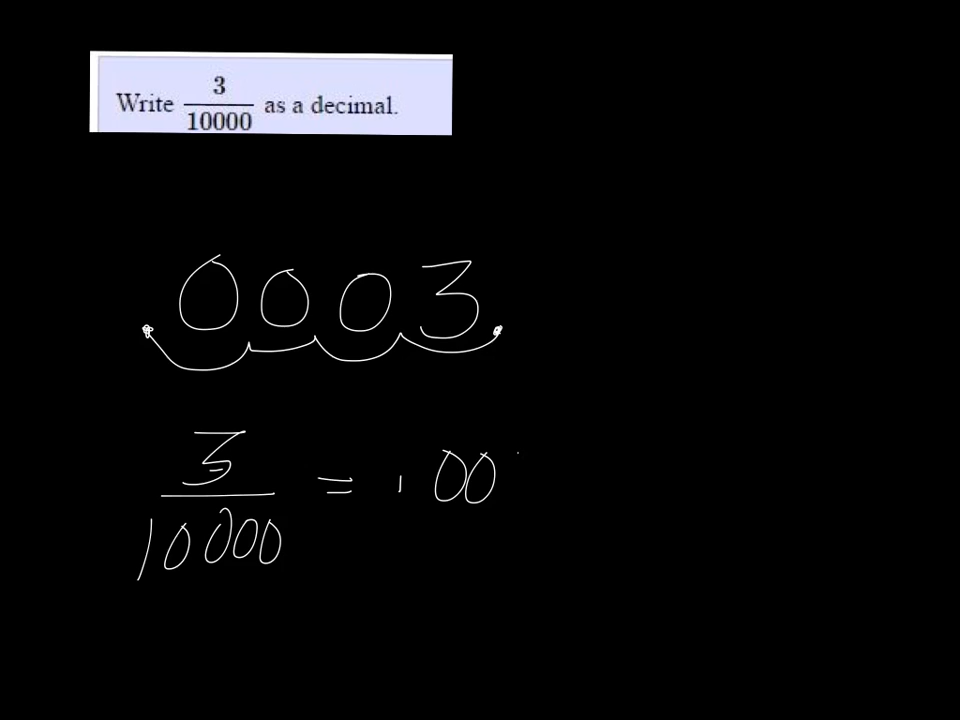 Write 3/10000 as a decimal.
.0003.
3/10000 = .00